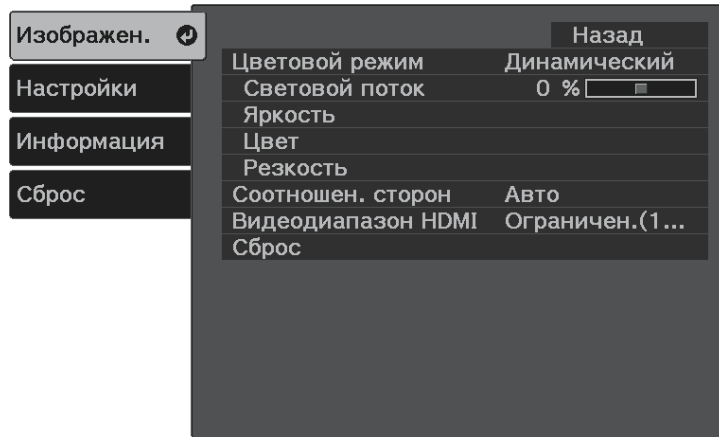 Изображен.
Настройки
Информация
Сброс
Назад
Цветовой режим Динамический
Световой поток 0 %
Яркость
Цвет
Резкость
Соотношен. сторон Авто
Видеодиапазон HDMI Ограничен.(1...
Сброс